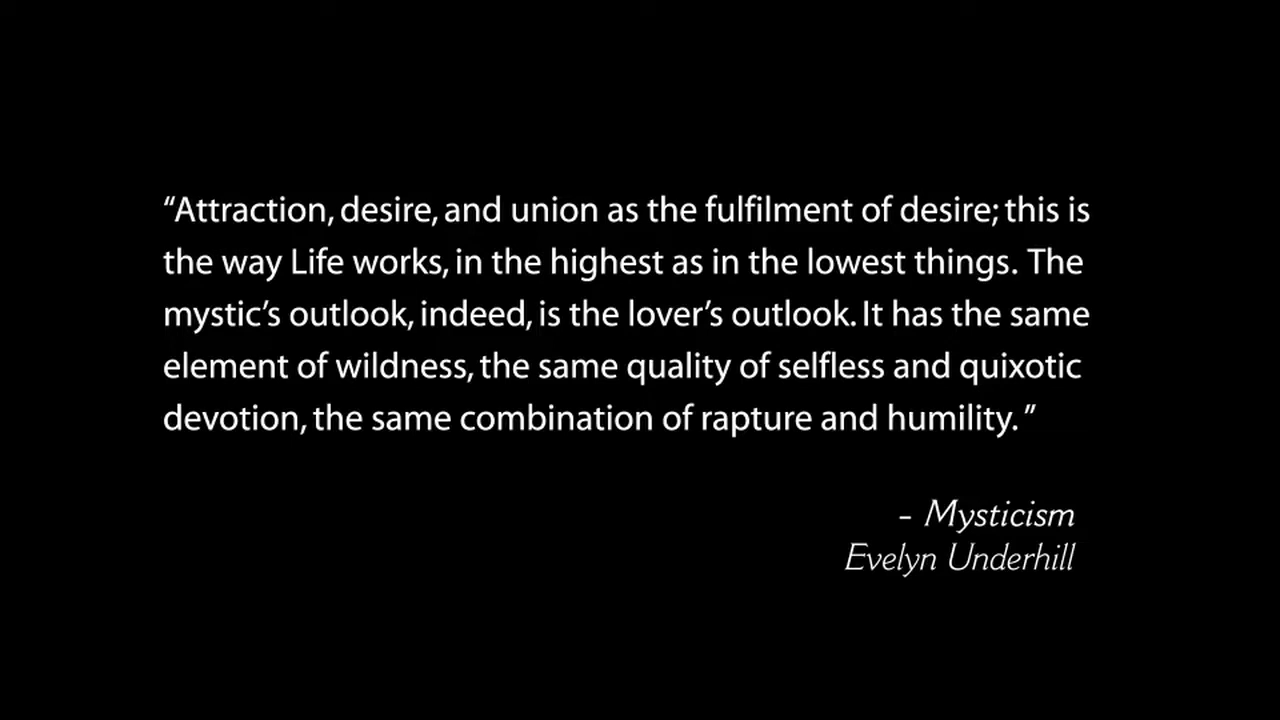 “Attraction, desire, and union as the fulfilment of desire; this is
the way Life works, in the highest as in the lowest things. The
mystic’s outlook, indeed, is the lover’s outlook. It has the same
element of wildness, the same quality of selfless and quixotic
devotion, the same combination of rapture and humility. ”
- Mysticism
Evelyn Underhill